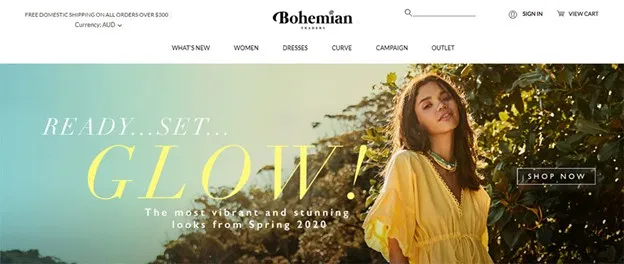 FREE DOMESTIC SHIPPING ON ALL ORDERS OVER $300
Currency: AUD
Bohemian
TRADERS
SIGN IN
VIEW CART
WHAT'S NEW
WOMEN
DRESSES
CURVE
CAMPAIGN
OUTLET
READY...SET...
GLOW!
The most vibrant and stunning
looks from Spring 2020
SHOP NOW